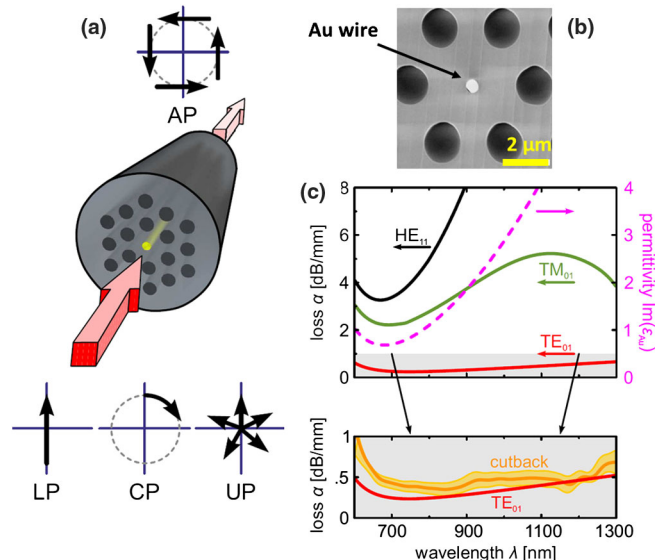 (a)
AP
LP
CP
UP
Au wire
(b)
2 μm
(c)
8
6
4
2
0
loss α [dB/mm]
HE₁₁
TM₀₁
TE₀₁
4
3
2
1
0
permittivity Im(εAu)
1
.5
0
loss α [dB/mm]
cutback
TE₀₁
700
900
1100
1300
wavelength λ [nm]